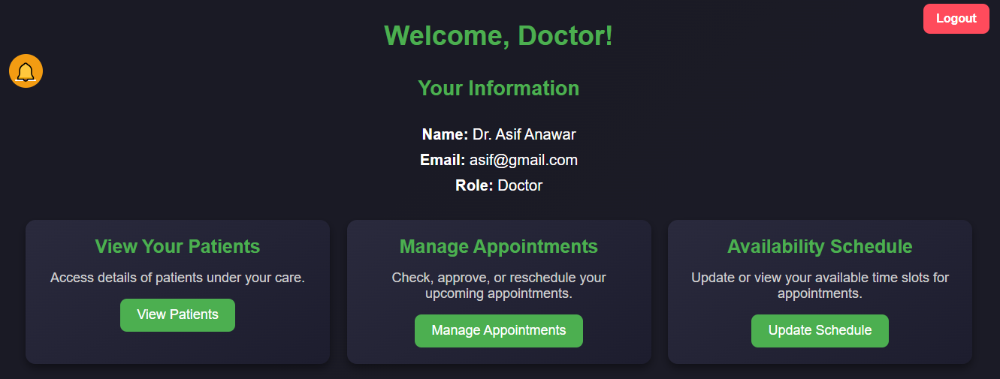 Logout
Welcome, Doctor!
Your Information
Name: Dr. Asif Anawar
Email: asif@gmail.com
Role: Doctor
View Your Patients
Access details of patients under your care.
View Patients
Manage Appointments
Check, approve, or reschedule your
upcoming appointments.
Manage Appointments
Availability Schedule
Update or view your available time slots for
appointments.
Update Schedule